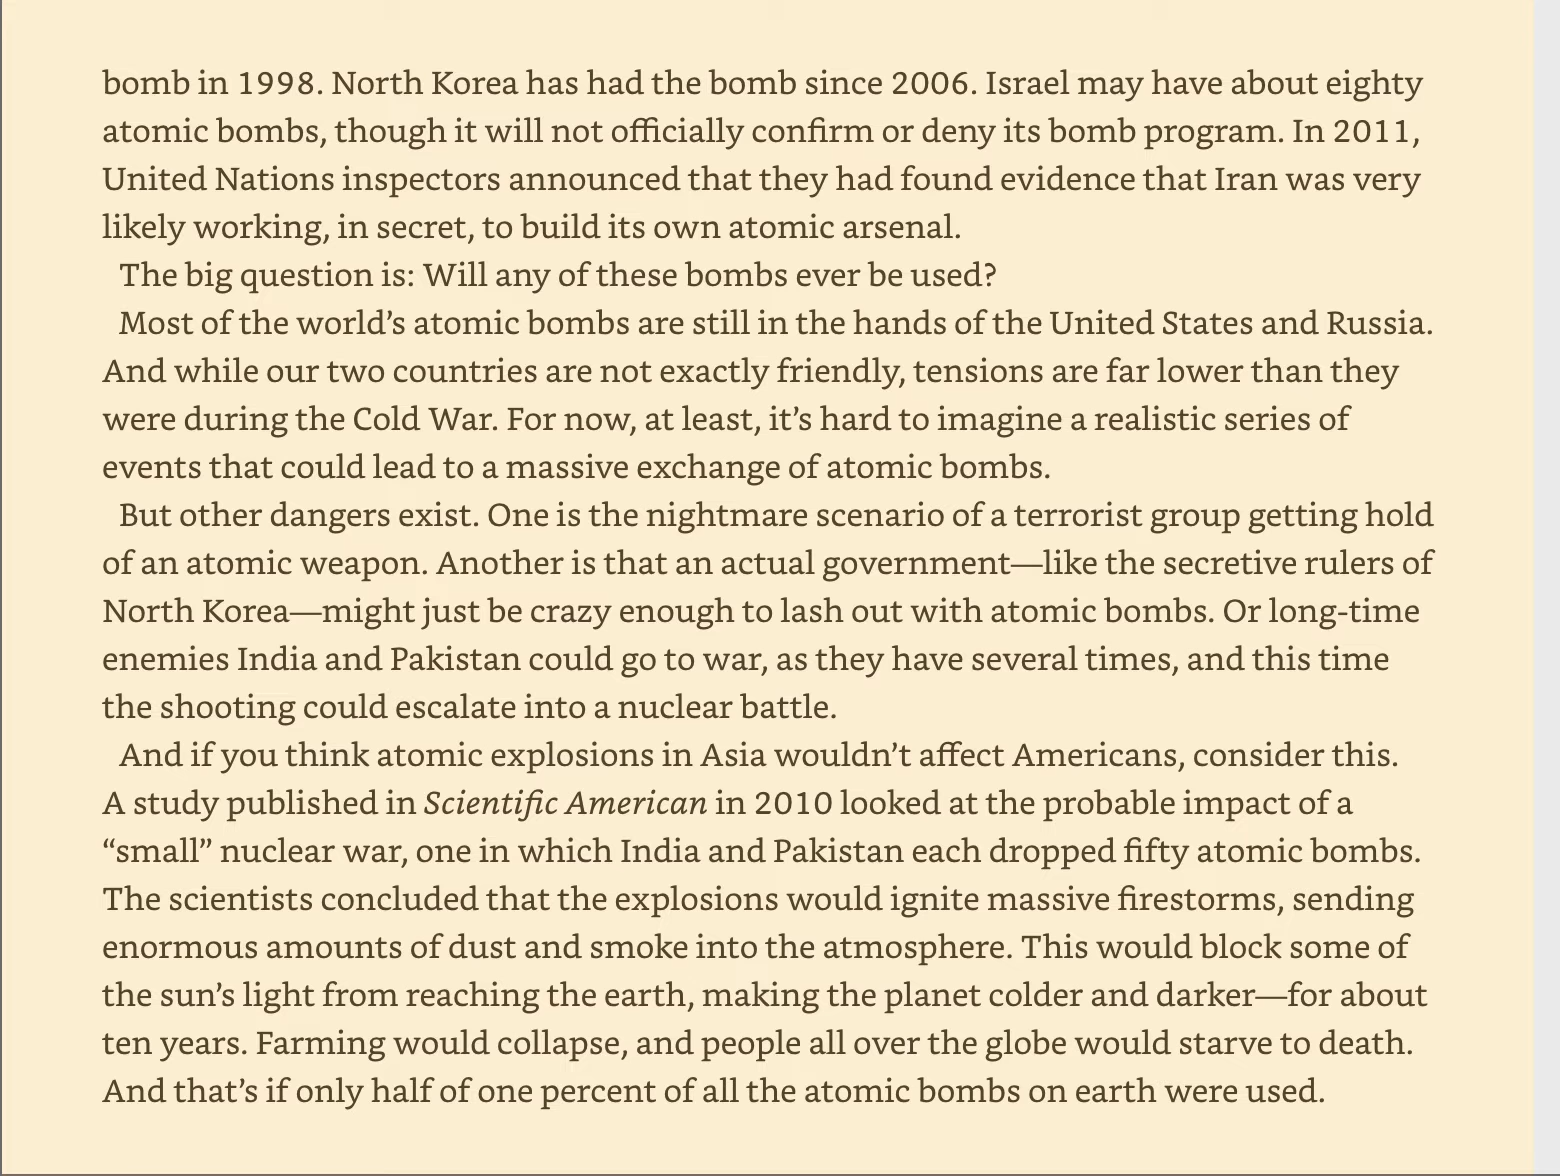 bomb in 1998. North Korea has had the bomb since 2006. Israel may have about eighty
atomic bombs, though it will not officially confirm or deny its bomb program. In 2011,
United Nations inspectors announced that they had found evidence that Iran was very
likely working, in secret, to build its own atomic arsenal.
The big question is: Will any of these bombs ever be used?
Most of the world’s atomic bombs are still in the hands of the United States and Russia.
And while our two countries are not exactly friendly, tensions are far lower than they
were during the Cold War. For now, at least, it’s hard to imagine a realistic series of
events that could lead to a massive exchange of atomic bombs.
But other dangers exist. One is the nightmare scenario of a terrorist group getting hold
of an atomic weapon. Another is that an actual government—like the secretive rulers of
North Korea—might just be crazy enough to lash out with atomic bombs. Or long-time
enemies India and Pakistan could go to war, as they have several times, and this time
the shooting could escalate into a nuclear battle.
And if you think atomic explosions in Asia wouldn’t affect Americans, consider this.
A study published in Scientific American in 2010 looked at the probable impact of a
“small” nuclear war, one in which India and Pakistan each dropped fifty atomic bombs.
The scientists concluded that the explosions would ignite massive firestorms, sending
enormous amounts of dust and smoke into the atmosphere. This would block some of
the sun’s light from reaching the earth, making the planet colder and darker—for about
ten years. Farming would collapse, and people all over the globe would starve to death.
And that’s if only half of one percent of all the atomic bombs on earth were used.